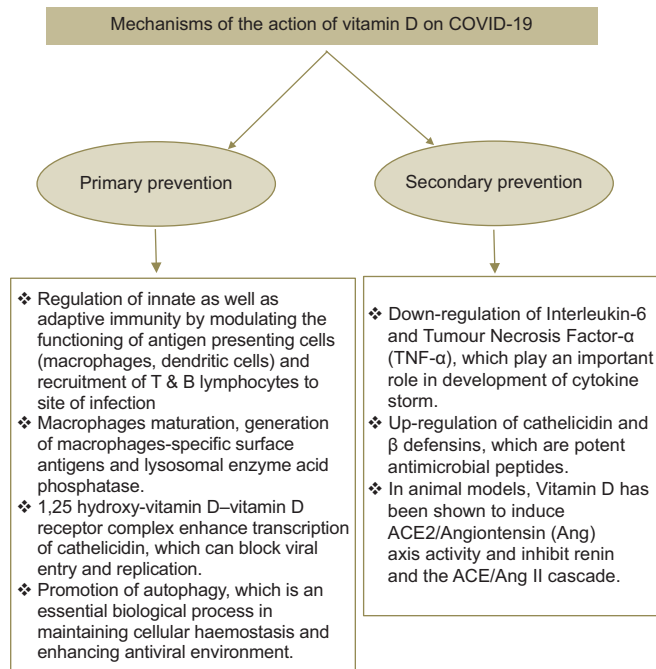 Mechanisms of the action of vitamin D on COVID-19
Primary prevention
Secondary prevention
❖ Regulation of innate as well as
adaptive immunity by modulating the
functioning of antigen presenting cells
(macrophages, dendritic cells) and
recruitment of T & B lymphocytes to
site of infection
❖ Macrophages maturation, generation
of macrophages-specific surface
antigens and lysosomal enzyme acid
phosphatase.
❖ 1,25 hydroxy-vitamin D–vitamin D
receptor complex enhance transcription
of cathelicidin, which can block viral
entry and replication.
❖ Promotion of autophagy, which is an
essential biological process in
maintaining cellular haemostasis and
enhancing antiviral environment.
❖ Down-regulation of Interleukin-6
and Tumour Necrosis Factor-α
(TNF-α), which play an important
role in development of cytokine
storm.
❖ Up-regulation of cathelicidin and
β defensins, which are potent
antimicrobial peptides.
❖ In animal models, Vitamin D has
been shown to induce
ACE2/Angiontensin (Ang)
axis activity and inhibit renin
and the ACE/Ang II cascade.